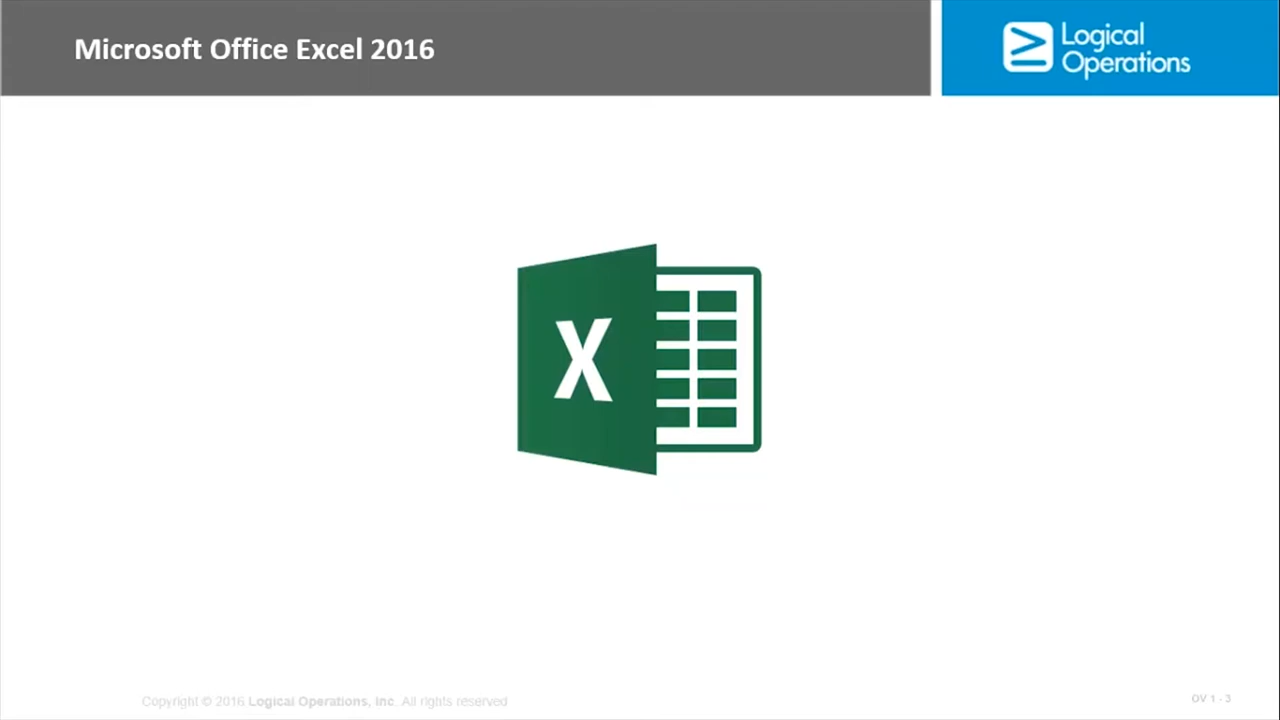 Microsoft Office Excel 2016
Logical
Operations
X
Copyright © 2016 Logical Operations, Inc. All rights reserved
OV 1 - 3